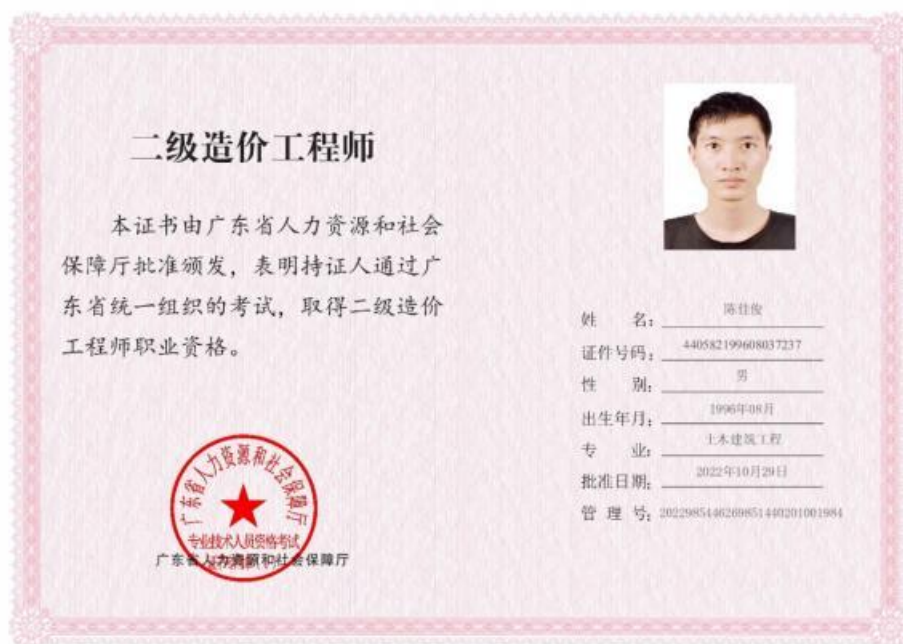 二级造价工程师
本证书由广东省人力资源和社会
保障厅批准颁发，表明持证人通过广
东省统一组织的考试，取得二级造价
工程师职业资格。
广东省人力资源和社会保障厅
专业技术人员资格考试
广东省人力资源和社会保障厅
姓 名：陈佳俊
证件号码：440582199608037237
性 别：男
出生年月：1996年08月
专 业：土木建筑工程
批准日期：2022年10月29日
管 理 号：2022985446269851440201001984